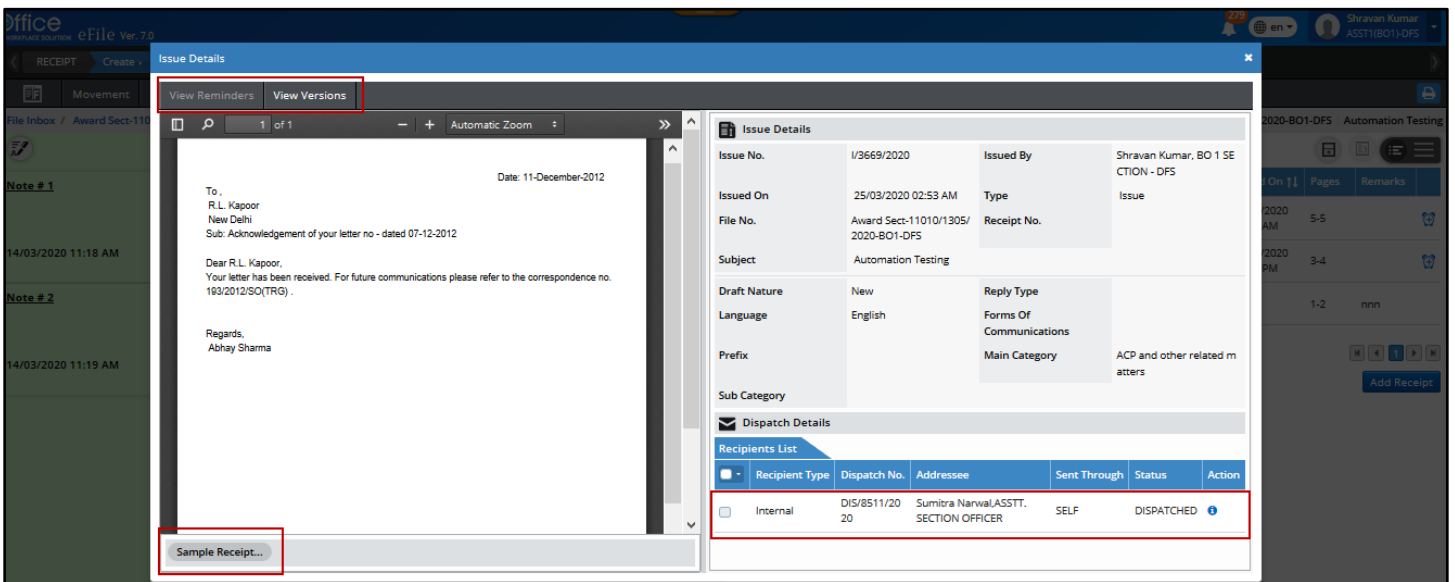 Office
eFile Ver. 7.0
279
en
Shravan Kumar
ASST1(BO1)-DFS
RECEIPT Create
Issue Details
Movement
View Reminders View Versions
File Inbox / Award Sect-110
2020-BO1-DFS Automation Testing
1 of 1 Automatic Zoom
Note # 1
14/03/2020 11:18 AM
Note # 2
14/03/2020 11:19 AM
Date: 11-December-2012
To ,
R.L. Kapoor
New Delhi
Sub: Acknowledgement of your letter no - dated 07-12-2012
Dear R.L. Kapoor,
Your letter has been received. For future communications please refer to the correspondence no.
193/2012/SO(TRG) .
Regards,
Abhay Sharma
Sample Receipt...
Issue Details
Issue No. I/3669/2020 Issued By Shravan Kumar, BO 1 SE
CTION - DFS
Issued On 25/03/2020 02:53 AM Type Issue
File No. Award Sect-11010/1305/ Receipt No.
2020-BO1-DFS
Subject Automation Testing
Draft Nature New Reply Type
Language English Forms Of
Communications
Prefix Main Category ACP and other related m
atters
Sub Category
Dispatch Details
Recipients List
Recipient Type Dispatch No. Addressee Sent Through Status Action
Internal DIS/8511/20 Sumitra Narwal,ASSTT. SELF DISPATCHED
20 SECTION OFFICER
d On Pages Remarks
/2020 5-5
AM
/2020 3-4
PM
1-2 nnn
1
Add Receipt